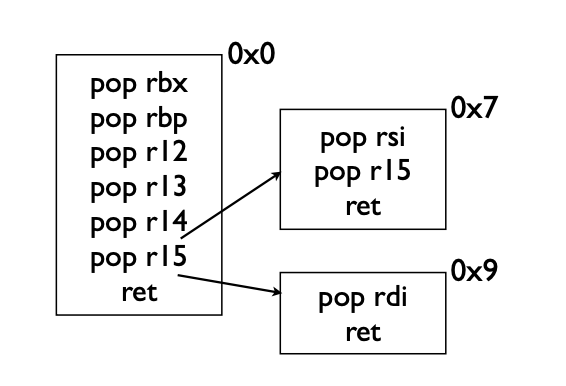 0x0
pop rbx
pop rbp
pop r12
pop r13
pop r14
pop r15
ret
0x7
pop rsi
pop r15
ret
0x9
pop rdi
ret